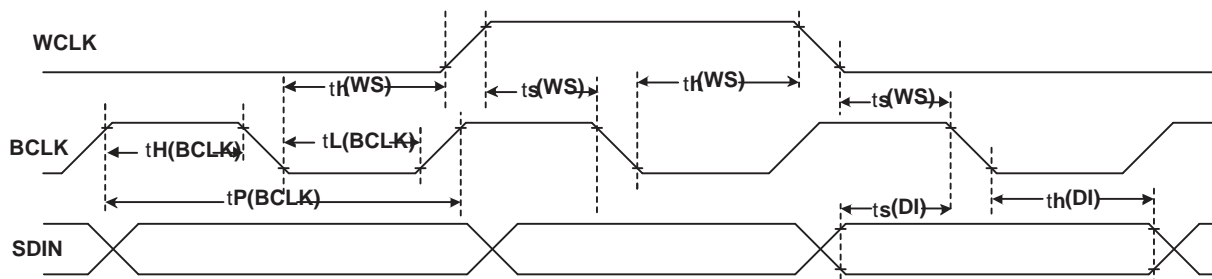 WCLK
th(WS)
ts(WS)
th(WS)
ts(WS)
BCLK
tH(BCLK)
tL(BCLK)
tP(BCLK)
ts(DI)
th(DI)
SDIN